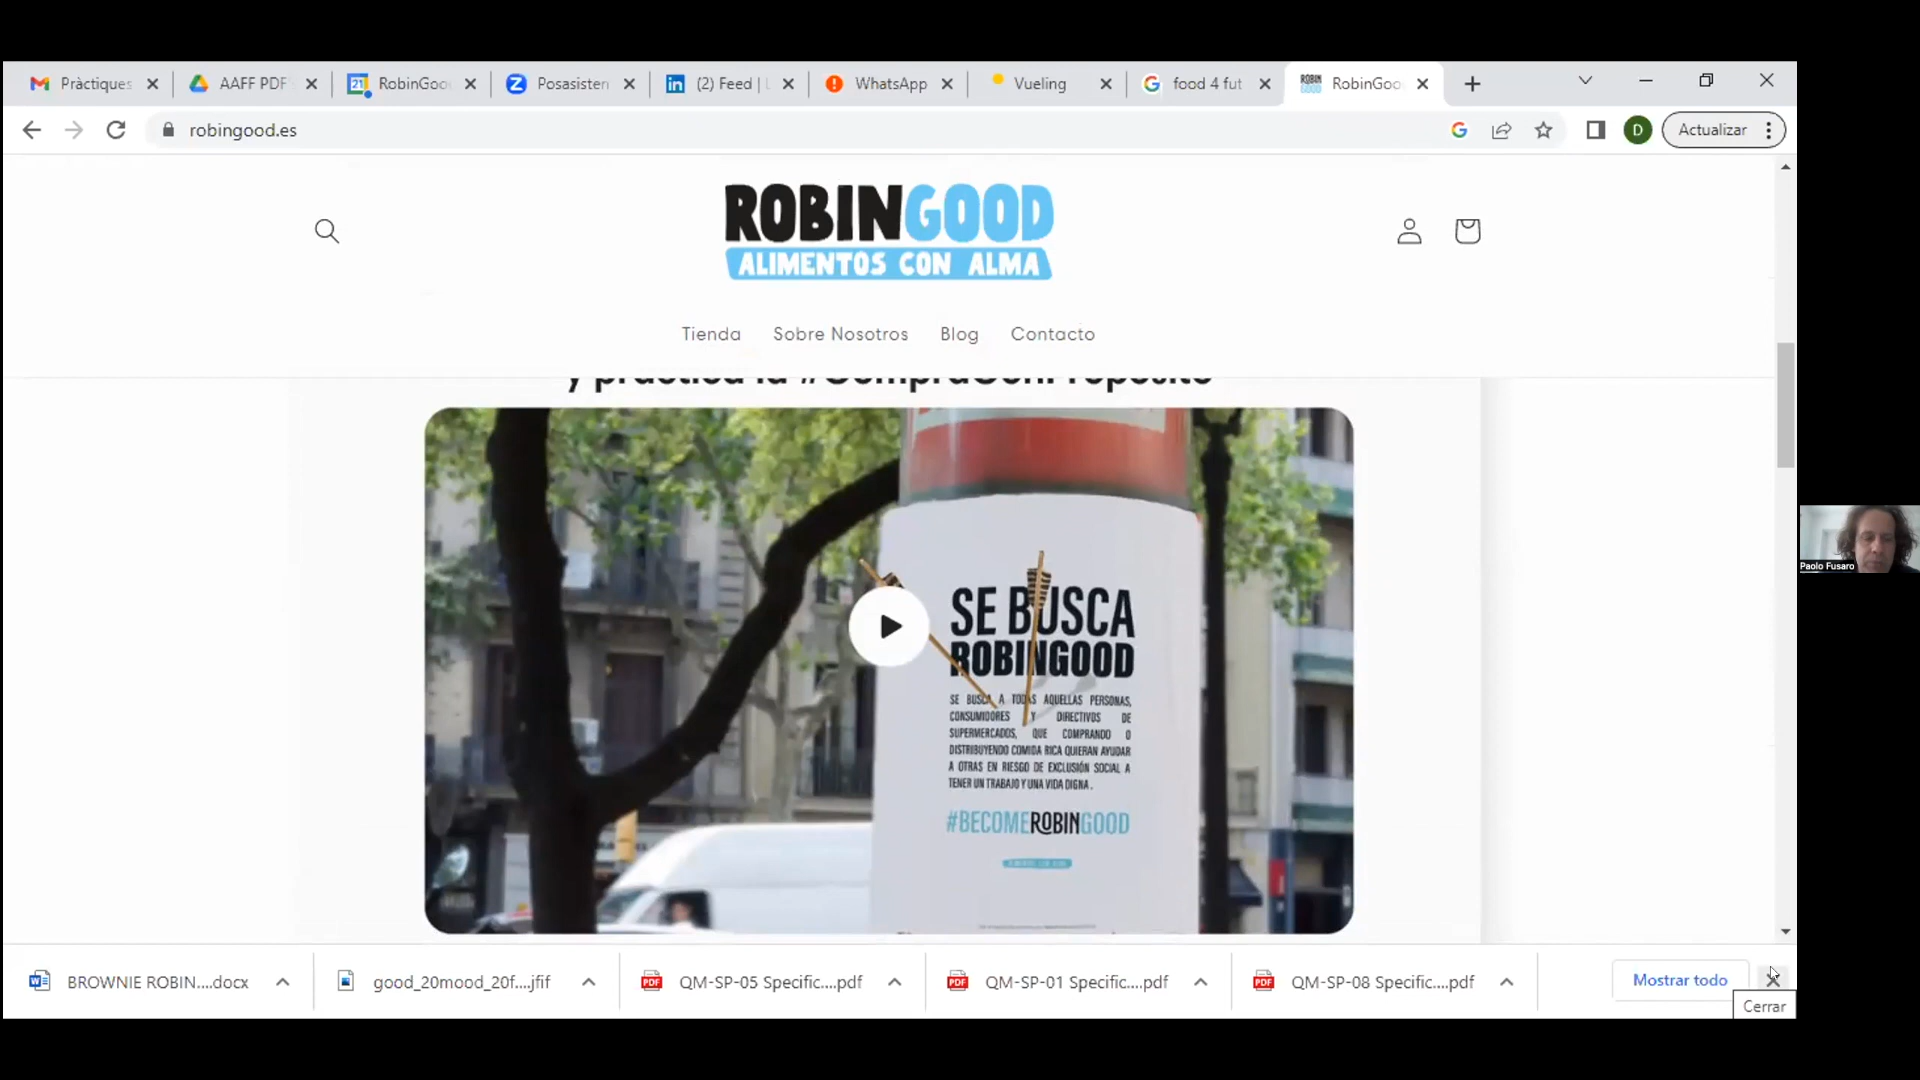 Pràctiques
AAFF PDF
RobinGoo
Posasisten
(2) Feed | L
WhatsApp
Vueling
food 4 fut
RobinGoo
robingood.es
D
Actualizar
ROBINGOOD
ALIMENTOS CON ALMA
Tienda Sobre Nosotros Blog Contacto
y practica la #CompraConPropósito
SE BUSCA
ROBINGOOD
SE BUSCA A TODAS AQUELLAS PERSONAS,
CONSUMIDORES Y DIRECTIVOS DE
SUPERMERCADOS, QUE COMPRANDO O
DISTRIBUYENDO COMIDA RICA QUIERAN AYUDAR
A OTRAS EN RIESGO DE EXCLUSIÓN SOCIAL A
TENER UN TRABAJO Y UNA VIDA DIGNA.
#BECOMEROBINGOOD
Paolo Fusaro
BROWNIE ROBIN....docx
good_20mood_20f....jfif
QM-SP-05 Specific....pdf
QM-SP-01 Specific....pdf
QM-SP-08 Specific....pdf
Mostrar todo
Cerrar